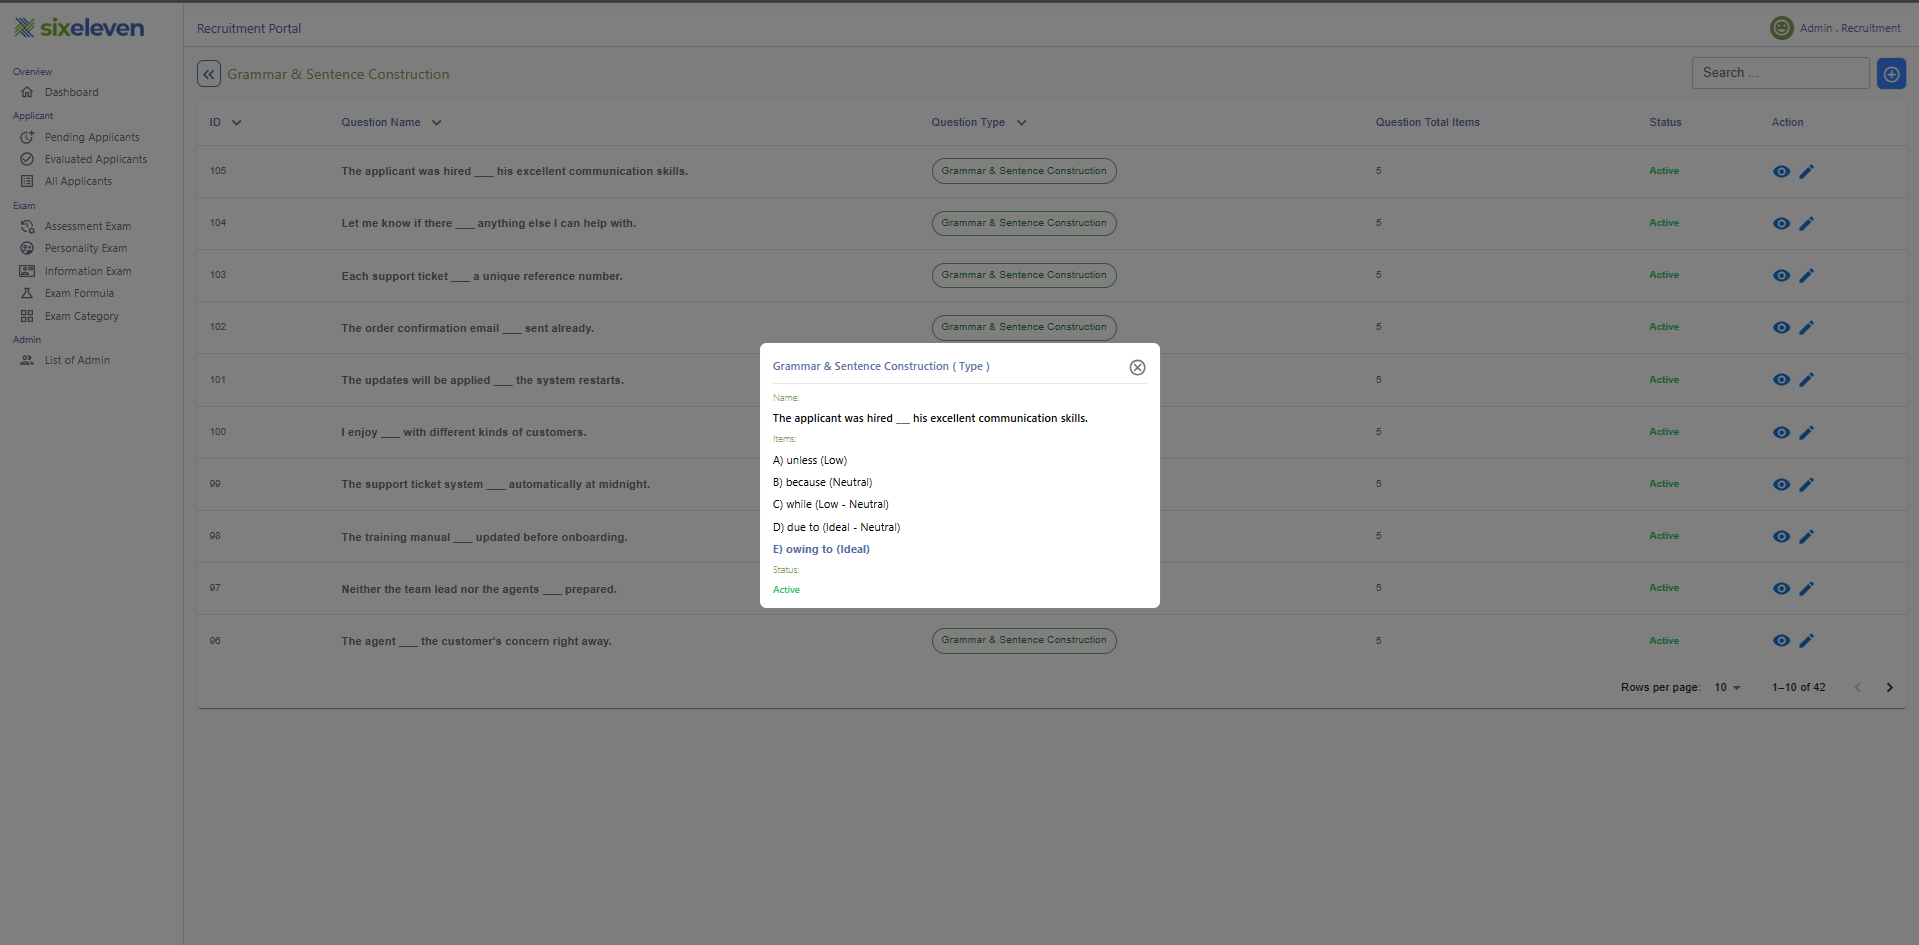 sixeleven
Recruitment Portal
Admin . Recruitment
Overview
Dashboard
Applicant
Pending Applicants
Evaluated Applicants
All Applicants
Exam
Assessment Exam
Personality Exam
Information Exam
Exam Formula
Exam Category
Admin
List of Admin
Grammar & Sentence Construction
Search ...
ID Question Name Question Type Question Total Items Status Action
105 The applicant was hired ___ his excellent communication skills. Grammar & Sentence Construction 5 Active
104 Let me know if there ___ anything else I can help with. Grammar & Sentence Construction 5 Active
103 Each support ticket ___ a unique reference number. Grammar & Sentence Construction 5 Active
102 The order confirmation email ___ sent already. Grammar & Sentence Construction 5 Active
101 The updates will be applied ___ the system restarts. 5 Active
100 I enjoy ___ with different kinds of customers. 5 Active
99 The support ticket system ___ automatically at midnight. 5 Active
98 The training manual ___ updated before onboarding. 5 Active
97 Neither the team lead nor the agents ___ prepared. 5 Active
96 The agent ___ the customer's concern right away. Grammar & Sentence Construction 5 Active
Rows per page: 10 1–10 of 42
Grammar & Sentence Construction ( Type )
Name:
The applicant was hired ___ his excellent communication skills.
Items:
A) unless (Low)
B) because (Neutral)
C) while (Low - Neutral)
D) due to (Ideal - Neutral)
E) owing to (Ideal)
Status:
Active